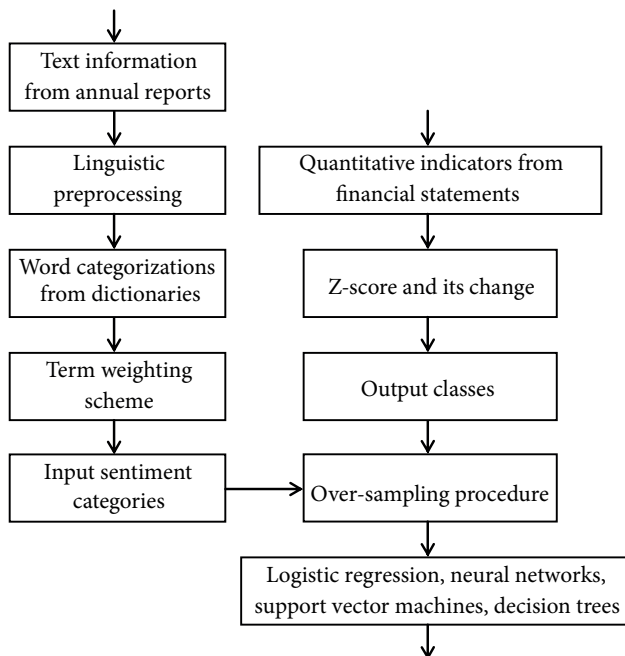 Text information
from annual reports
Linguistic
preprocessing
Word categorizations
from dictionaries
Term weighting
scheme
Input sentiment
categories
Quantitative indicators from
financial statements
Z-score and its change
Output classes
Over-sampling procedure
Logistic regression, neural networks,
support vector machines, decision trees